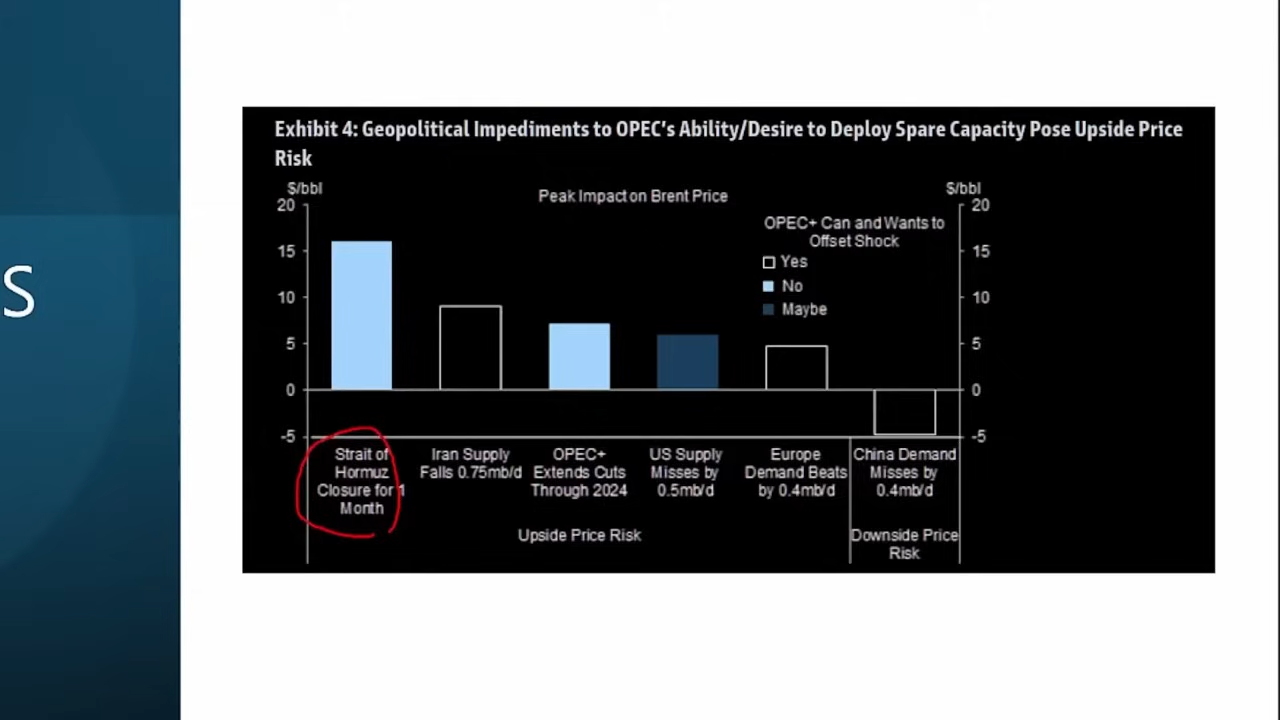 S
Exhibit 4: Geopolitical Impediments to OPEC's Ability/Desire to Deploy Spare Capacity Pose Upside Price
Risk
$/bbl
Peak Impact on Brent Price
$/bbl
20
15
10
5
0
-5
OPEC+ Can and Wants to
Offset Shock
Yes
No
Maybe
20
15
10
5
0
-5
Strait of
Hormuz
Closure for 1
Month
Iran Supply
Falls 0.75mb/d
OPEC+
Extends Cuts
Through 2024
US Supply
Misses by
0.5mb/d
Europe
Demand Beats
by 0.4mb/d
China Demand
Misses by
0.4mb/d
Upside Price Risk
Downside Price
Risk